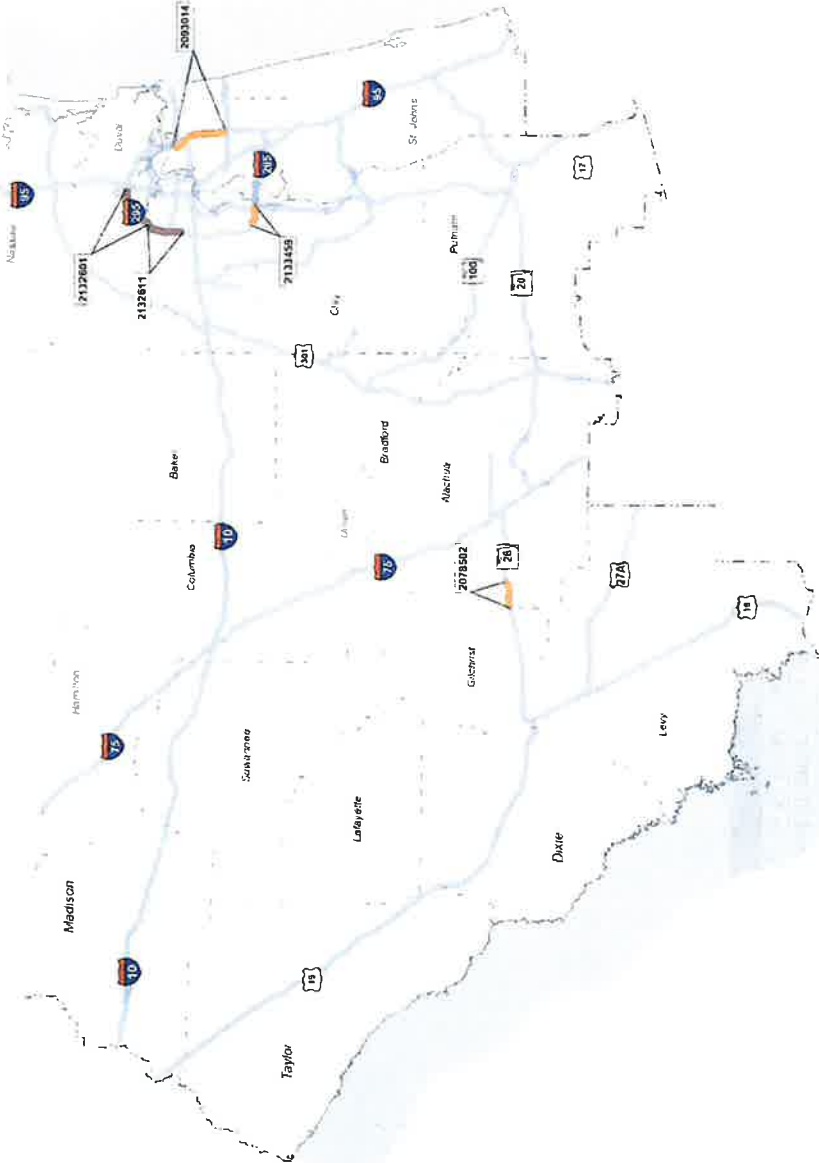 Madison
Hamilton
75
10
19
Taylor
Suwannee
Lafayette
Dixie
Columbia
10
Baker
Union
75
Gilchrist
2078502
26
Levy
27A
19
Bradford
Alachua
301
Clay
Putnam
100
20
17
Nassau
95
Duval
295
2132601
2132611
2093014
295
2133459
95
St Johns